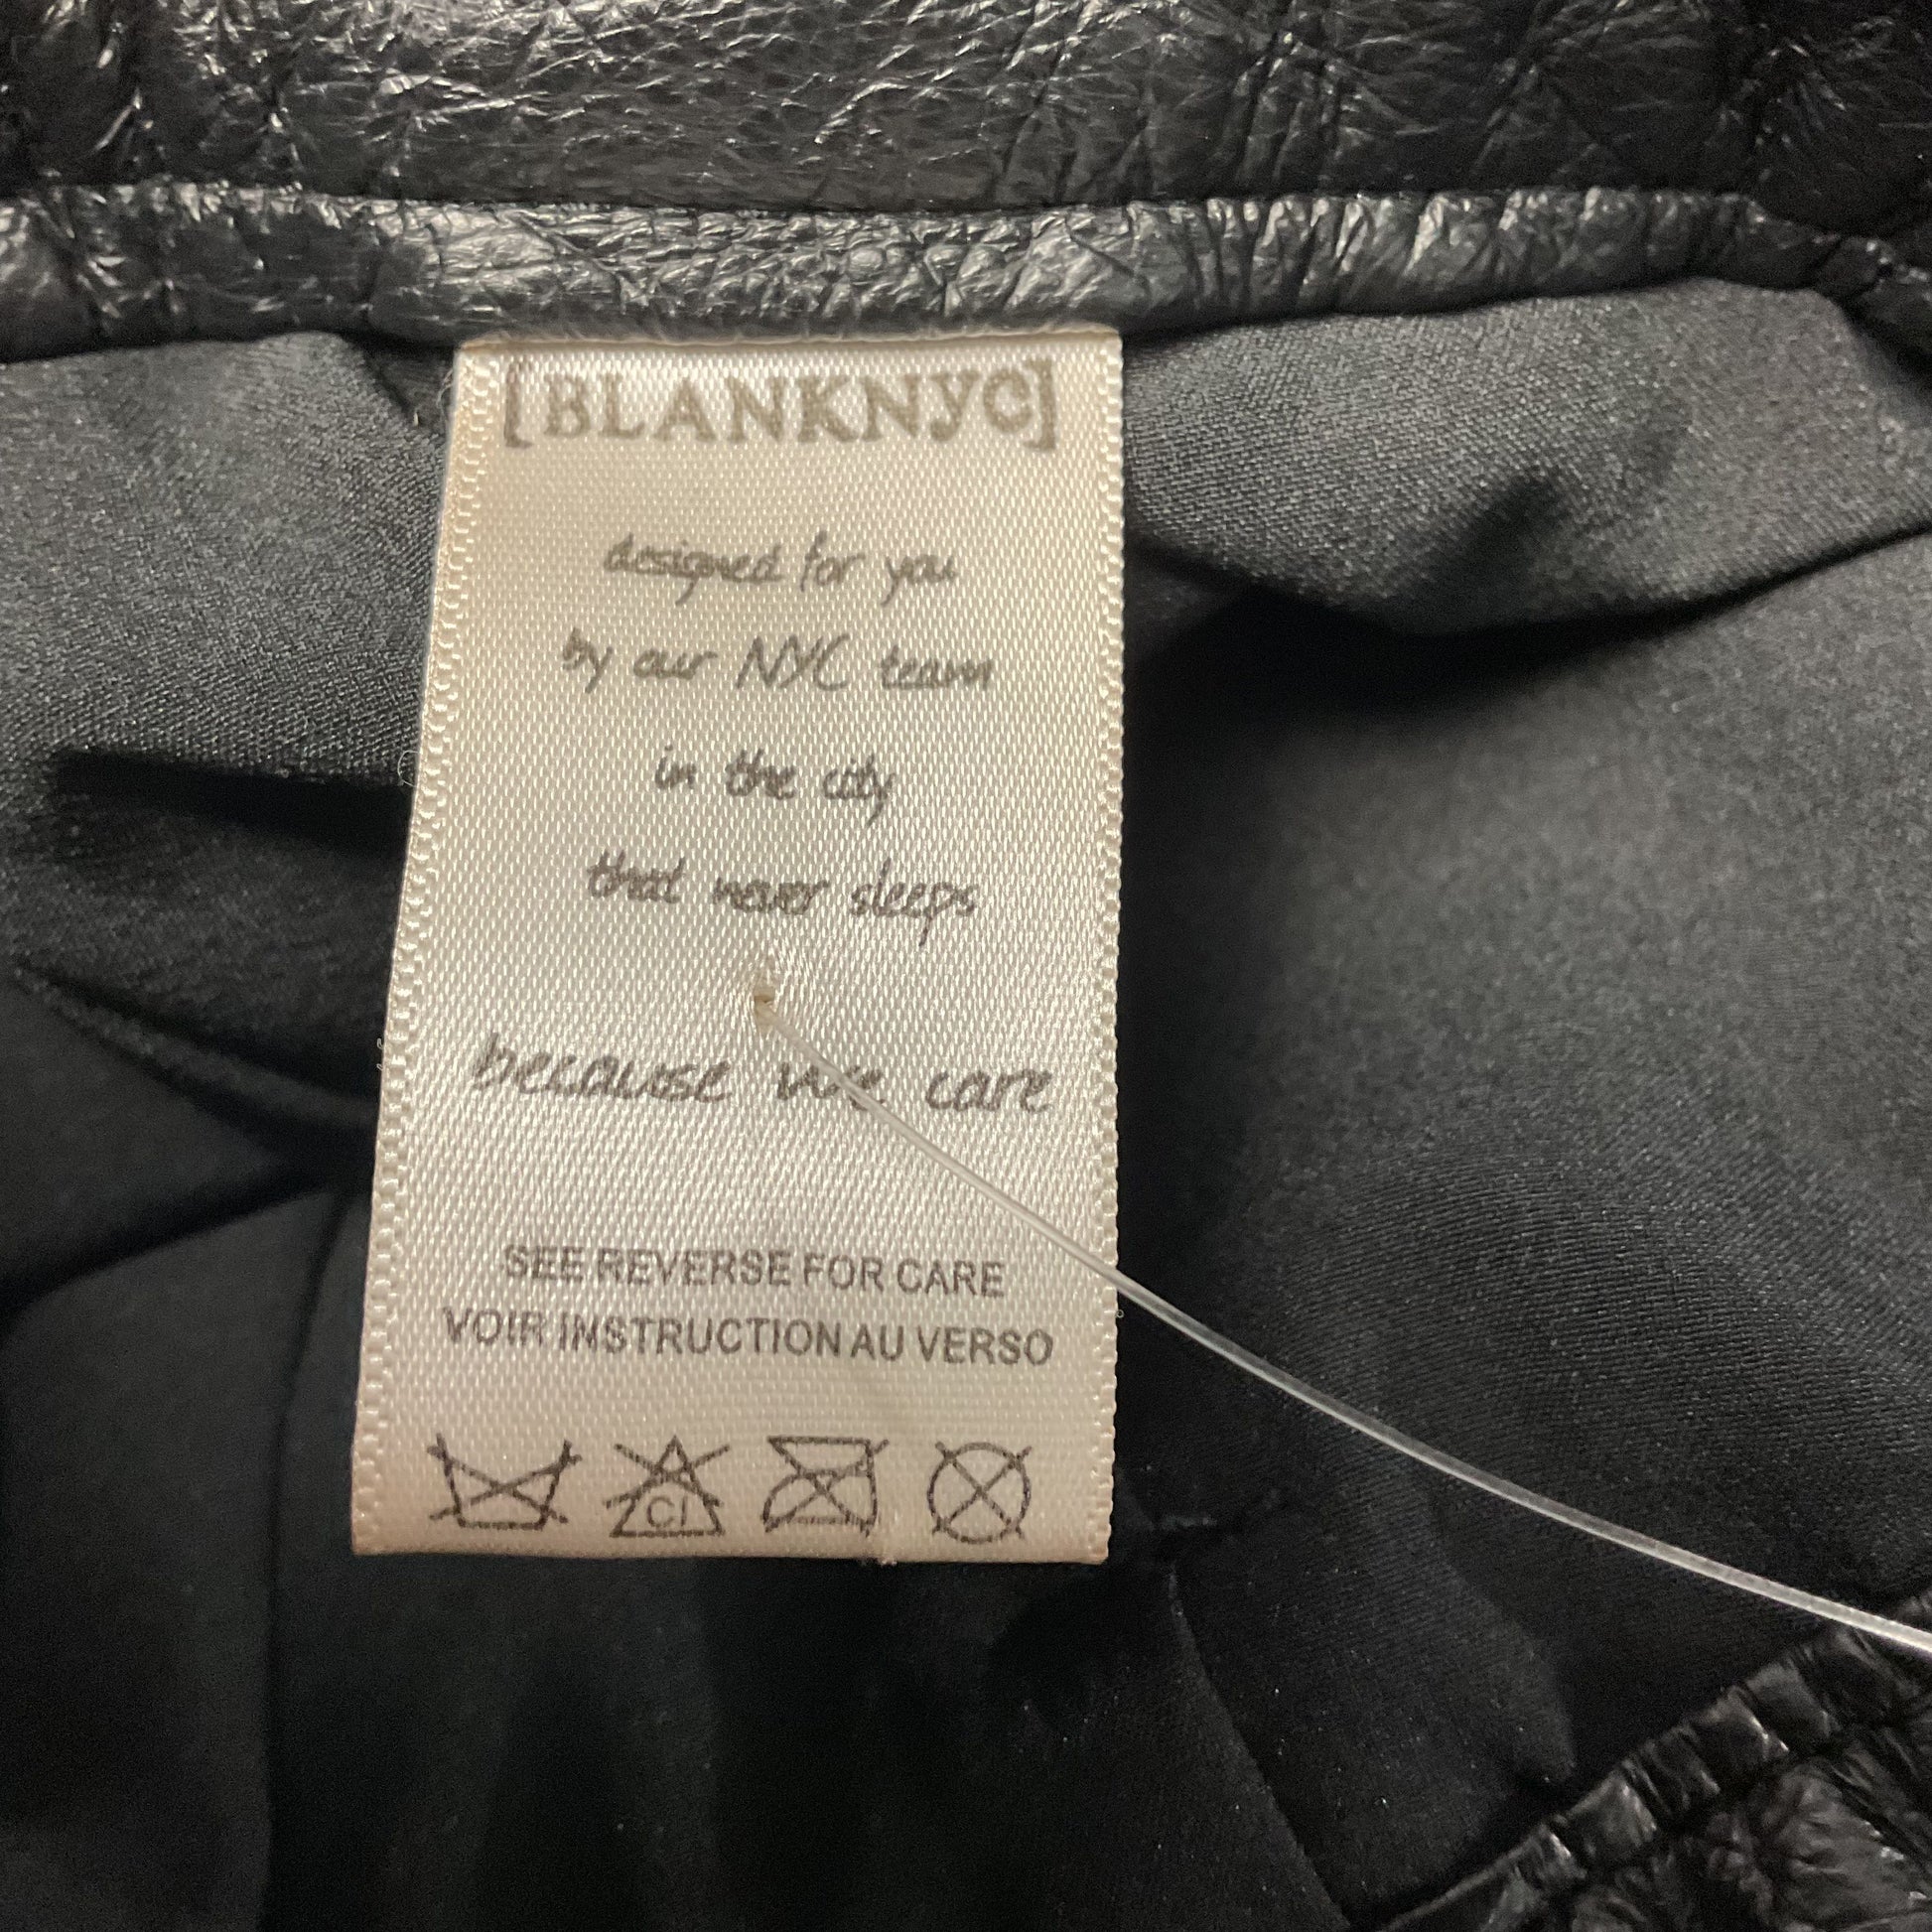 [BLANKNYC]
designed for you
by our NYC team
in the city
that never sleeps
because we care
SEE REVERSE FOR CARE
VOIR INSTRUCTION AU VERSO
Cl